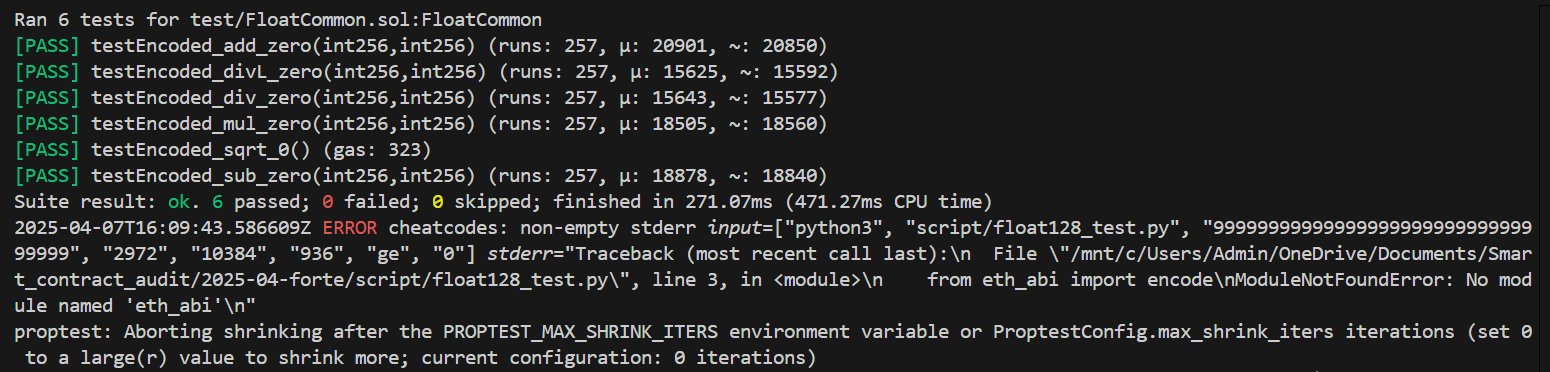 Ran 6 tests for test/FloatCommon.sol:FloatCommon
[PASS] testEncoded_add_zero(int256,int256) (runs: 257, μ: 20901, ~: 20850)
[PASS] testEncoded_divL_zero(int256,int256) (runs: 257, μ: 15625, ~: 15592)
[PASS] testEncoded_div_zero(int256,int256) (runs: 257, μ: 15643, ~: 15577)
[PASS] testEncoded_mul_zero(int256,int256) (runs: 257, μ: 18505, ~: 18560)
[PASS] testEncoded_sqrt_0() (gas: 323)
[PASS] testEncoded_sub_zero(int256,int256) (runs: 257, μ: 18878, ~: 18840)
Suite result: ok. 6 passed; 0 failed; 0 skipped; finished in 271.07ms (471.27ms CPU time)
2025-04-07T16:09:43.586609Z ERROR cheatcodes: non-empty stderr input=["python3", "script/float128_test.py", "999999999999999999999999999999999
99999", "2972", "10384", "936", "ge", "0"] stderr="Traceback (most recent call last):\n  File \"/mnt/c/Users/Admin/OneDrive/Documents/Smar
t_contract_audit/2025-04-forte/script/float128_test.py\", line 3, in <module>\n    from eth_abi import encode\nModuleNotFoundError: No mod
ule named 'eth_abi'\n"
proptest: Aborting shrinking after the PROPTEST_MAX_SHRINK_ITERS environment variable or ProptestConfig.max_shrink_iters iterations (set 0
 to a large(r) value to shrink more; current configuration: 0 iterations)